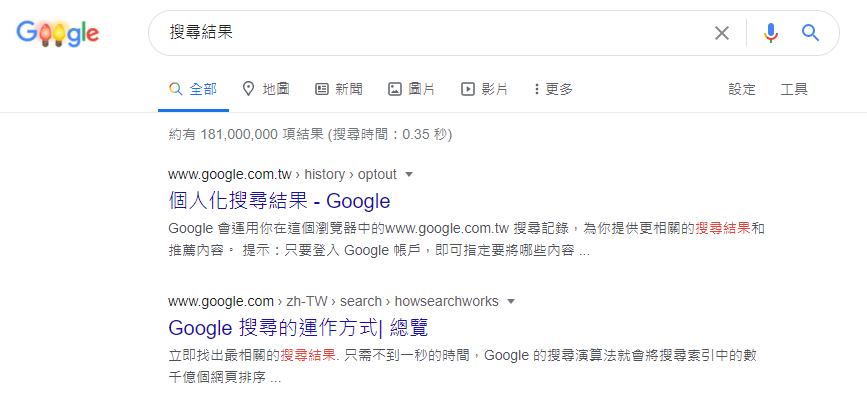 Google
搜尋結果
全部 地圖 新聞 圖片 影片 更多 設定 工具
約有 181,000,000 項結果 (搜尋時間：0.35 秒)
www.google.com.tw › history › optout
個人化搜尋結果 - Google
Google 會運用你在這個瀏覽器中的www.google.com.tw 搜尋記錄，為你提供更相關的搜尋結果和
推薦內容。 提示：只要登入 Google 帳戶，即可指定要將哪些內容 ...
www.google.com › zh-TW › search › howsearchworks
Google 搜尋的運作方式| 總覽
立即找出最相關的搜尋結果. 只需不到一秒的時間，Google 的搜尋演算法就會將搜尋索引中的數
千億個網頁排序 ...